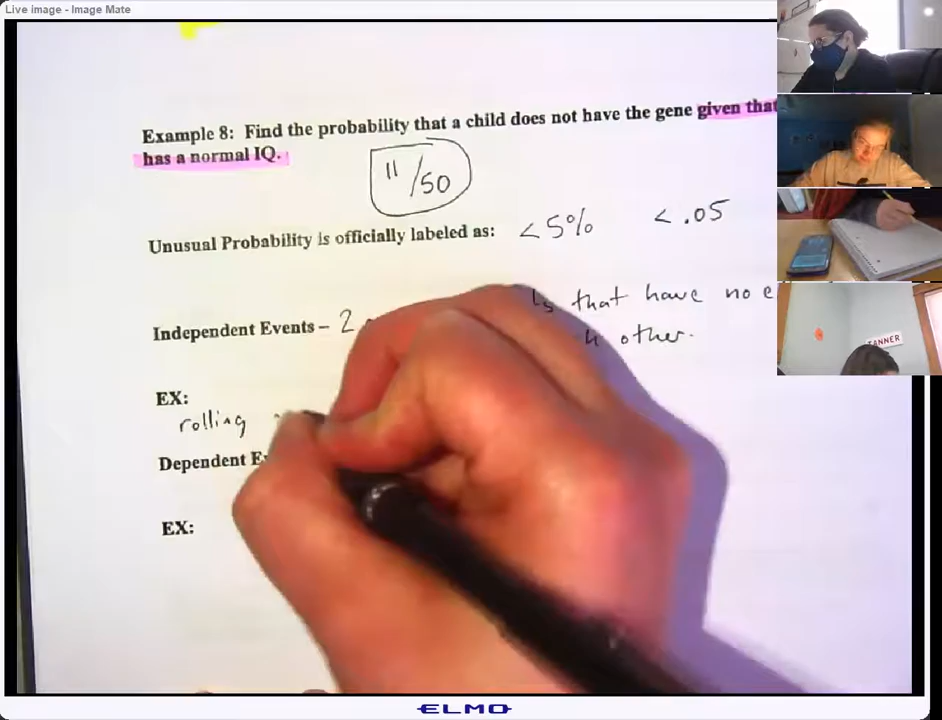 Live image - Image Mate
Example 8: Find the probability that a child does not have the gene given that
has a normal IQ.
11/50
Unusual Probability is officially labeled as: < 5% < .05
Independent Events – 2 that have no
other.
EX:
rolling
Dependent
EX:
TANNER
ELMO